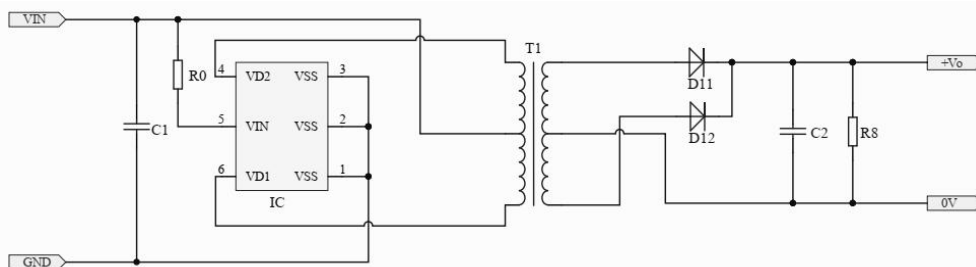 VIN
T1
4 VD2 VSS 3
R0
D11
+Vo
C1
5 VIN VSS 2
D12
C2
R8
6 VD1 VSS 1
IC
0V
GND